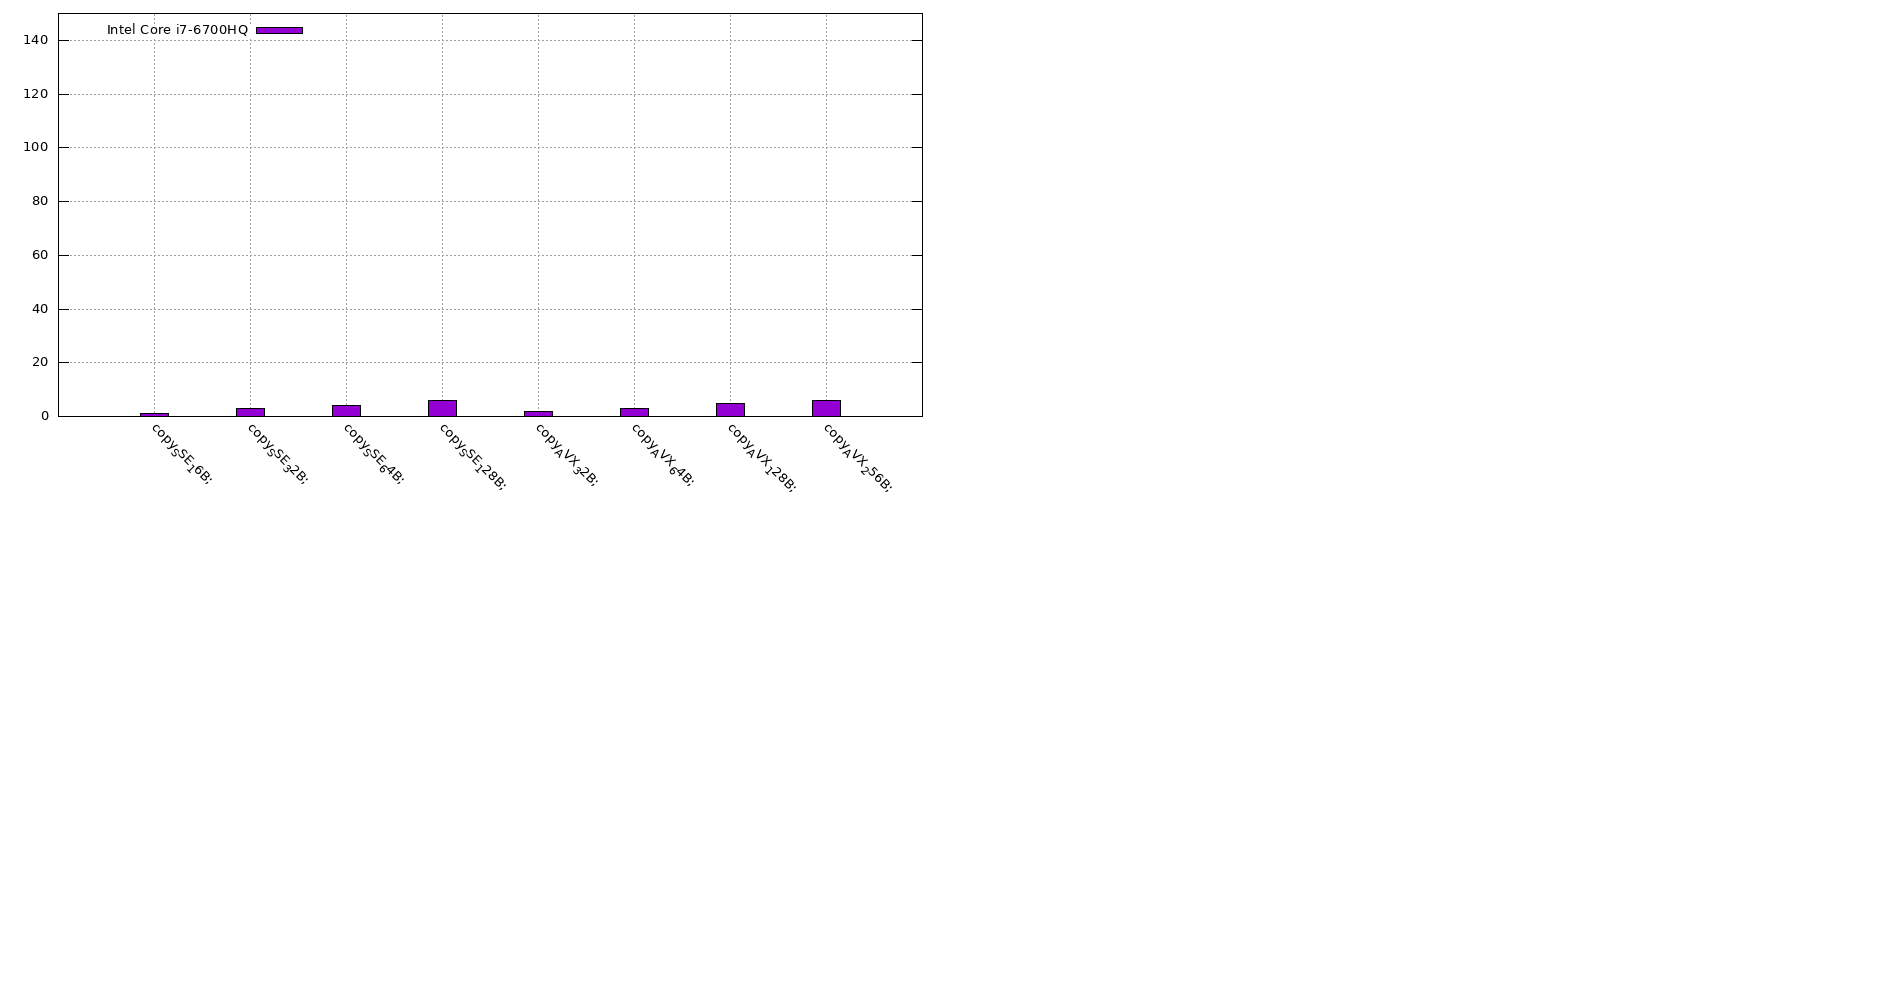 Intel Core i7-6700HQ
140
120
100
80
60
40
20
0
copySSE16B;
copySSE32B;
copySSE64B;
copySSE128B;
copyAVX32B;
copyAVX64B;
copyAVX128B;
copyAVX256B;